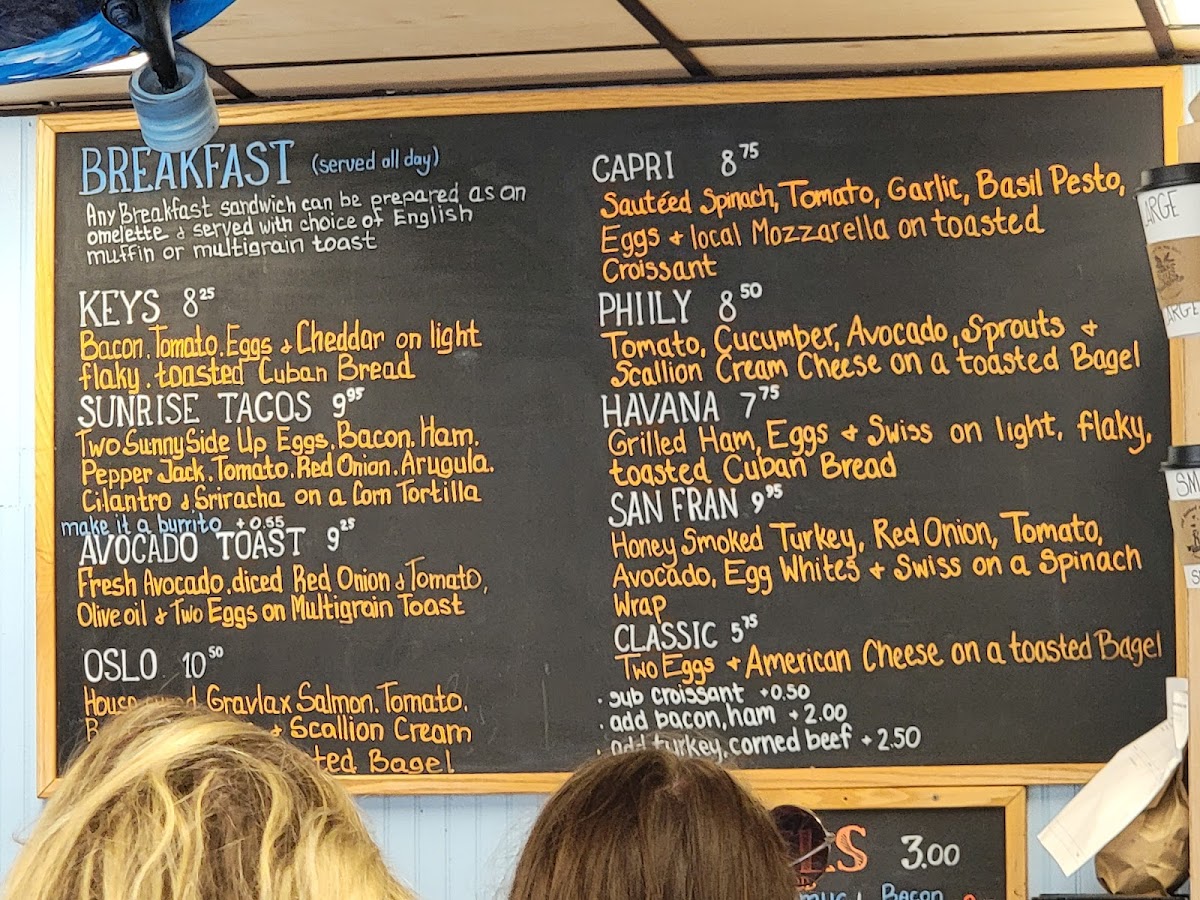 BREAKFAST (served all day)
Any Breakfast sandwich can be prepared as an
omelette & served with choice of English
muffin or multigrain toast
KEYS 8 25
Bacon. Tomato. Eggs & Cheddar on light
flaky. toasted Cuban Bread
SUNRISE TACOS 9 95
Two Sunny Side Up Eggs. Bacon. Ham.
Pepper Jack. Tomato. Red Onion. Arugula.
Cilantro & Sriracha on a Corn Tortilla
make it a burrito +0.55
AVOCADO TOAST 9 25
Fresh Avocado. diced Red Onion & Tomato,
Olive oil & Two Eggs on Multigrain Toast
OSLO 10 50
Gravlax Salmon. Tomato.
& Scallion Cream
Bagel
CAPRI 8 75
Sautéed Spinach, Tomato, Garlic, Basil Pesto,
Eggs & local Mozzarella on toasted
Croissant
PHIILY 8 50
Tomato, Cucumber, Avocado, Sprouts &
Scallion Cream Cheese on a toasted Bagel
HAVANA 7 75
Grilled Ham, Eggs & Swiss on light, flaky,
toasted Cuban Bread
SAN FRAN 9 95
Honey Smoked Turkey, Red Onion, Tomato,
Avocado, Egg Whites & Swiss on a Spinach
Wrap
CLASSIC 5 75
Two Eggs & American Cheese on a toasted Bagel
· sub croissant +0.50
· add bacon, ham + 2.00
· add turkey, corned beef + 2.50
3.00
Bacon